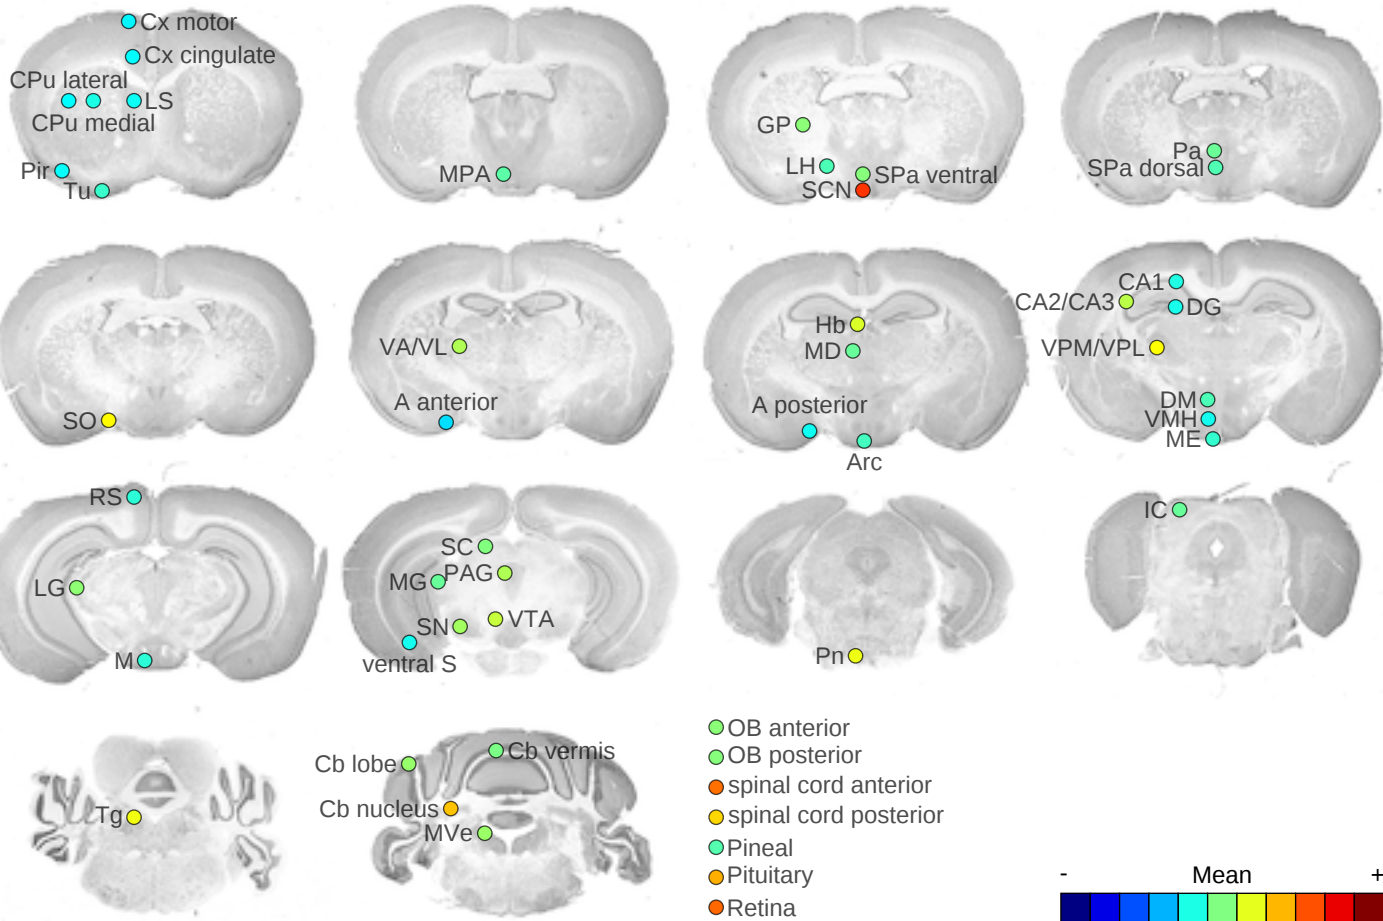 Cx motor
Cx cingulate
CPu lateral
LS
CPu medial
Pir
Tu
MPA
GP
LH
SPa ventral
SCN
Pa
SPa dorsal
SO
VA/VL
A anterior
Hb
MD
A posterior
Arc
CA1
CA2/CA3
DG
VPM/VPL
DM
VMH
ME
RS
LG
M
SC
MG
PAG
SN
VTA
ventral S
Pn
IC
Tg
Cb lobe
Cb vermis
Cb nucleus
MVe
OB anterior
OB posterior
spinal cord anterior
spinal cord posterior
Pineal
Pituitary
Retina
- Mean +